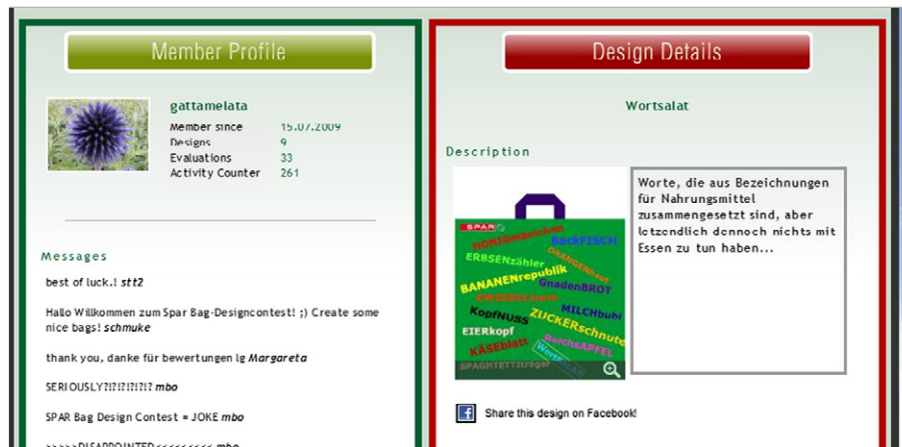 Member Profile
gattamelata
Member since 15.07.2009
Designs 9
Evaluations 33
Activity Counter 261
Messages
best of luck.! stt2
Hallo Willkommen zum Spar Bag-Designcontest! ;) Create some
nice bags! schmuke
thank you, danke für bewertungen lg Margareta
SERIOUSLY?!?!?!?!? mbo
SPAR Bag Design Contest = JOKE mbo
>>>>>DISAPPOINTED<<<<<<<<< mbo
Design Details
Wortsalat
Description
SPAR
HONIGmäulchen
BackFISCH
ERBSENzähler
ORANGENhaut
BANANENrepublik
GnadenBROT
ZWIEBELturm
MILCHbubi
KopfNUSS
ZUCKERschnute
EIERkopf
ReichsAPFEL
KÄSEblatt
WortSALAT
SPAGHETTIträger
Worte, die aus Bezeichnungen
für Nahrungsmittel
zusammengesetzt sind, aber
letzendlich dennoch nichts mit
Essen zu tun haben...
Share this design on Facebook!